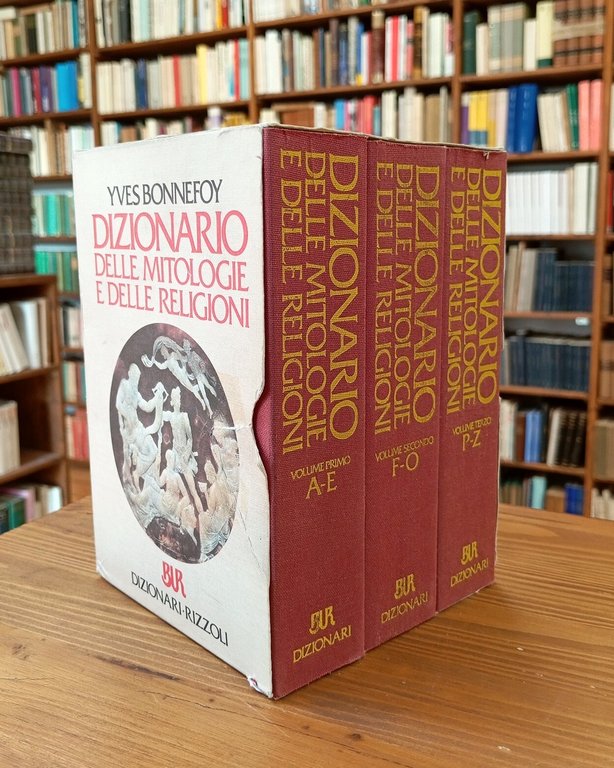 YVES BONNEFOY
DIZIONARIO
DELLE MITOLOGIE
E DELLE RELIGIONI
BUR
DIZIONARI·RIZZOLI
DIZIONARIO
DELLE MITOLOGIE
E DELLE RELIGIONI
VOLUME PRIMO
A-E
BUR
DIZIONARI
DIZIONARIO
DELLE MITOLOGIE
E DELLE RELIGIONI
VOLUME SECONDO
F-O
BUR
DIZIONARI
DIZIONARIO
DELLE MITOLOGIE
E DELLE RELIGIONI
VOLUME TERZO
P-Z
BUR
DIZIONARI